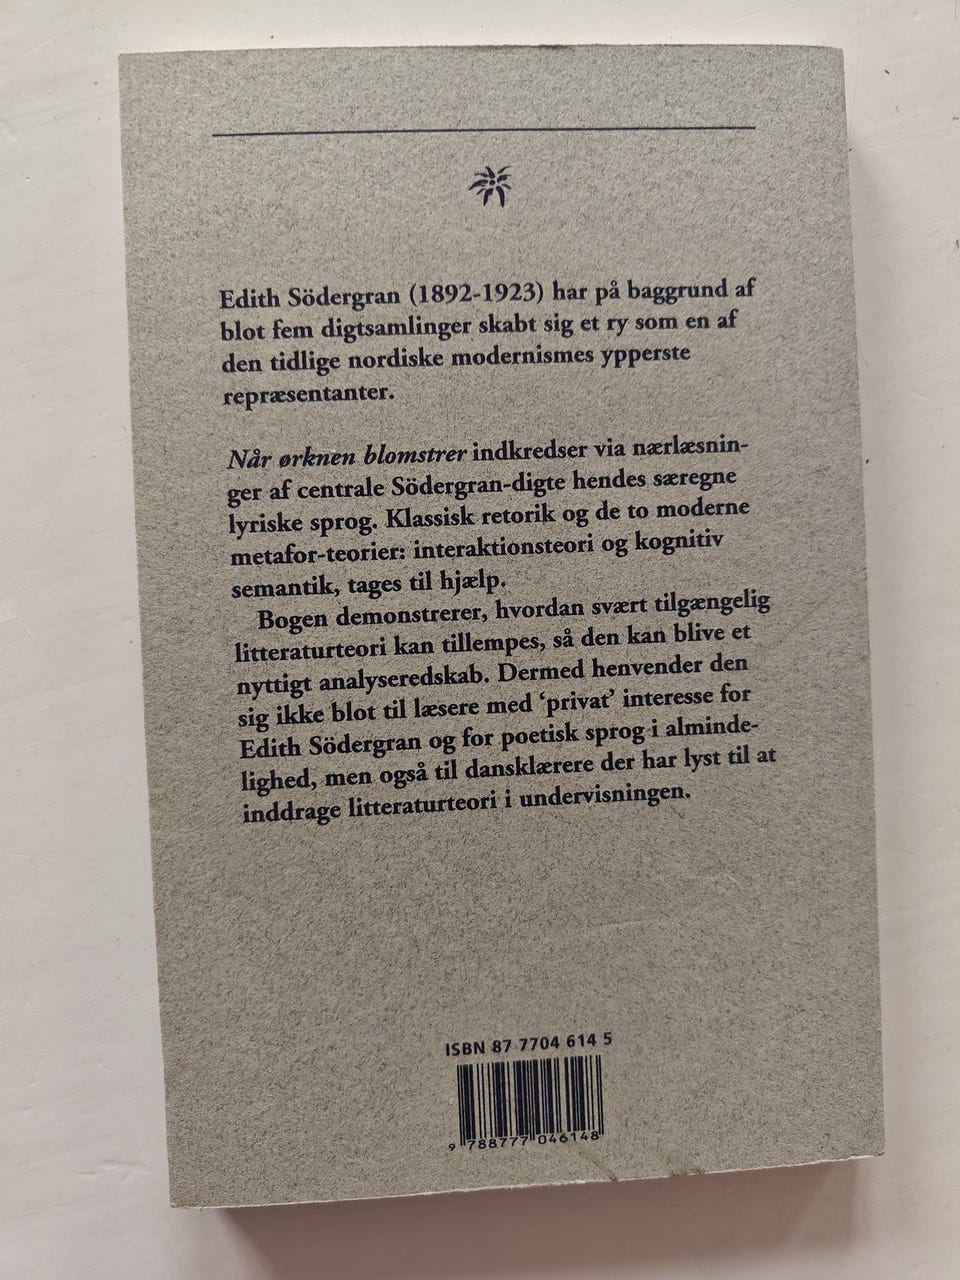 Edith Södergran (1892-1923) har på baggrund af
blot fem digtsamlinger skabt sig et ry som en af
den tidlige nordiske modernismes ypperste
repræsentanter.
Når ørknen blomstrer indkredser via nærlæsnin-
ger af centrale Södergran-digte hendes særegne
lyriske sprog. Klassisk retorik og de to moderne
metafor-teorier: interaktionsteori og kognitiv
semantik, tages til hjælp.
Bogen demonstrerer, hvordan svært tilgængelig
litteraturteori kan tillempes, så den kan blive et
nyttigt analyseredskab. Dermed henvender den
sig ikke blot til læsere med ‘privat’ interesse for
Edith Södergran og for poetisk sprog i alminde-
lighed, men også til dansklærere der har lyst til at
inddrage litteraturteori i undervisningen.
ISBN 87 7704 614 5
9 788777 046148